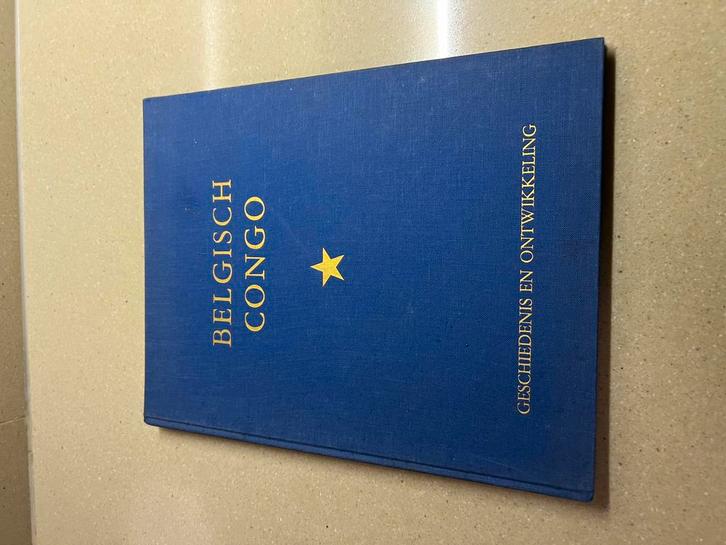 BELGISCH
CONGO
GESCHIEDENIS EN ONTWIKKELING